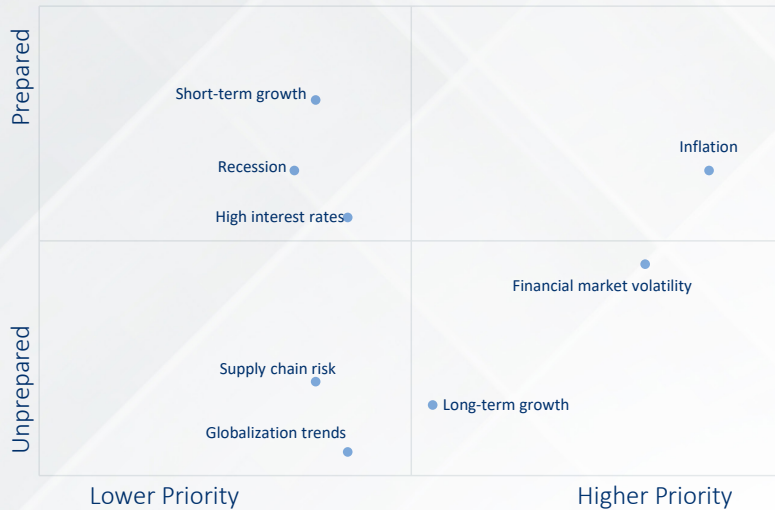 Prepared
Short-term growth
Inflation
Recession
High interest rates
Financial market volatility
Unprepared
Supply chain risk
Long-term growth
Globalization trends
Lower Priority
Higher Priority